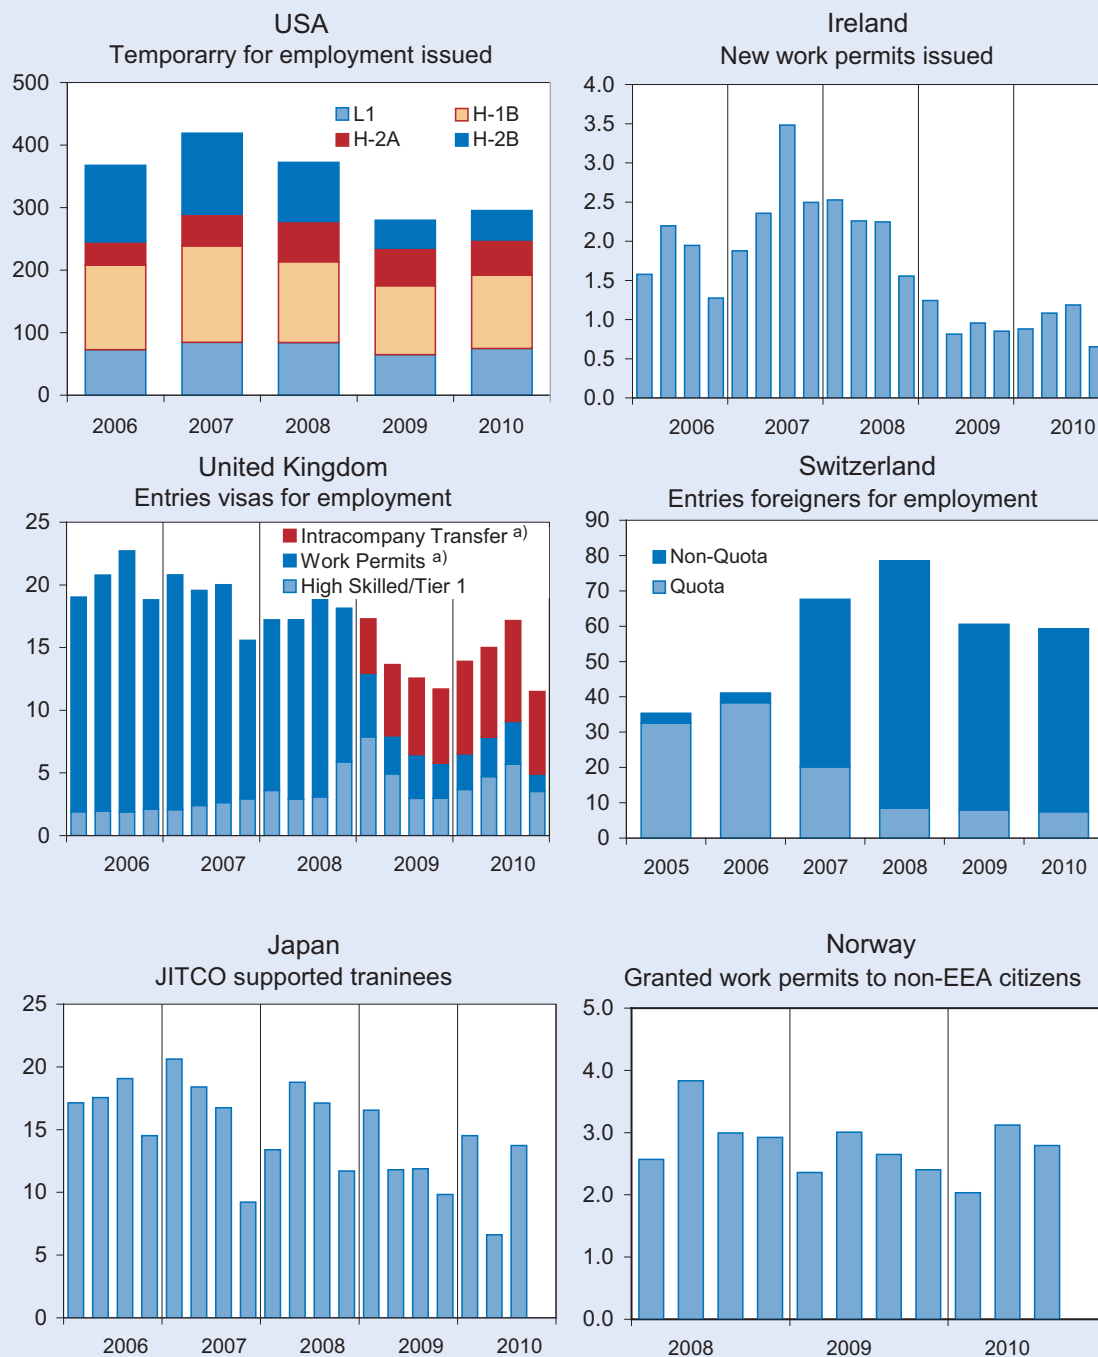 USA
Temporarry for employment issued
500
400
300
200
100
0
L1
H-1B
H-2A
H-2B
2006 2007 2008 2009 2010
Ireland
New work permits issued
4.0
3.5
3.0
2.5
2.0
1.5
1.0
0.5
0.0
2006 2007 2008 2009 2010
United Kingdom
Entries visas for employment
25
20
15
10
5
0
Intracompany Transfer a)
Work Permits a)
High Skilled/Tier 1
2006 2007 2008 2009 2010
Switzerland
Entries foreigners for employment
90
80
70
60
50
40
30
20
10
0
Non-Quota
Quota
2005 2006 2007 2008 2009 2010
Japan
JITCO supported traninees
25
20
15
10
5
0
2006 2007 2008 2009 2010
Norway
Granted work permits to non-EEA citizens
5.0
4.0
3.0
2.0
1.0
0.0
2008 2009 2010